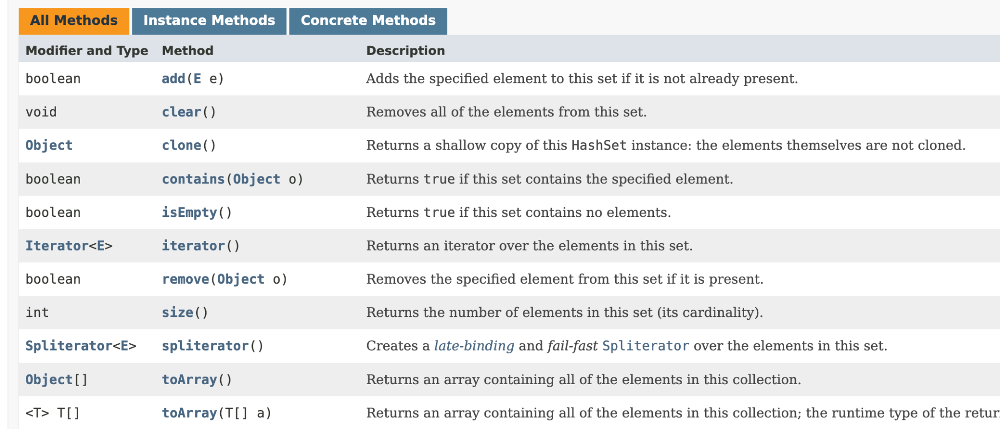 All Methods Instance Methods Concrete Methods
Modifier and Type Method Description
boolean add(E e) Adds the specified element to this set if it is not already present.
void clear() Removes all of the elements from this set.
Object clone() Returns a shallow copy of this HashSet instance: the elements themselves are not cloned.
boolean contains(Object o) Returns true if this set contains the specified element.
boolean isEmpty() Returns true if this set contains no elements.
Iterator<E> iterator() Returns an iterator over the elements in this set.
boolean remove(Object o) Removes the specified element from this set if it is present.
int size() Returns the number of elements in this set (its cardinality).
Spliterator<E> spliterator() Creates a late-binding and fail-fast Spliterator over the elements in this set.
Object[] toArray() Returns an array containing all of the elements in this collection.
<T> T[] toArray(T[] a) Returns an array containing all of the elements in this collection; the runtime type of the